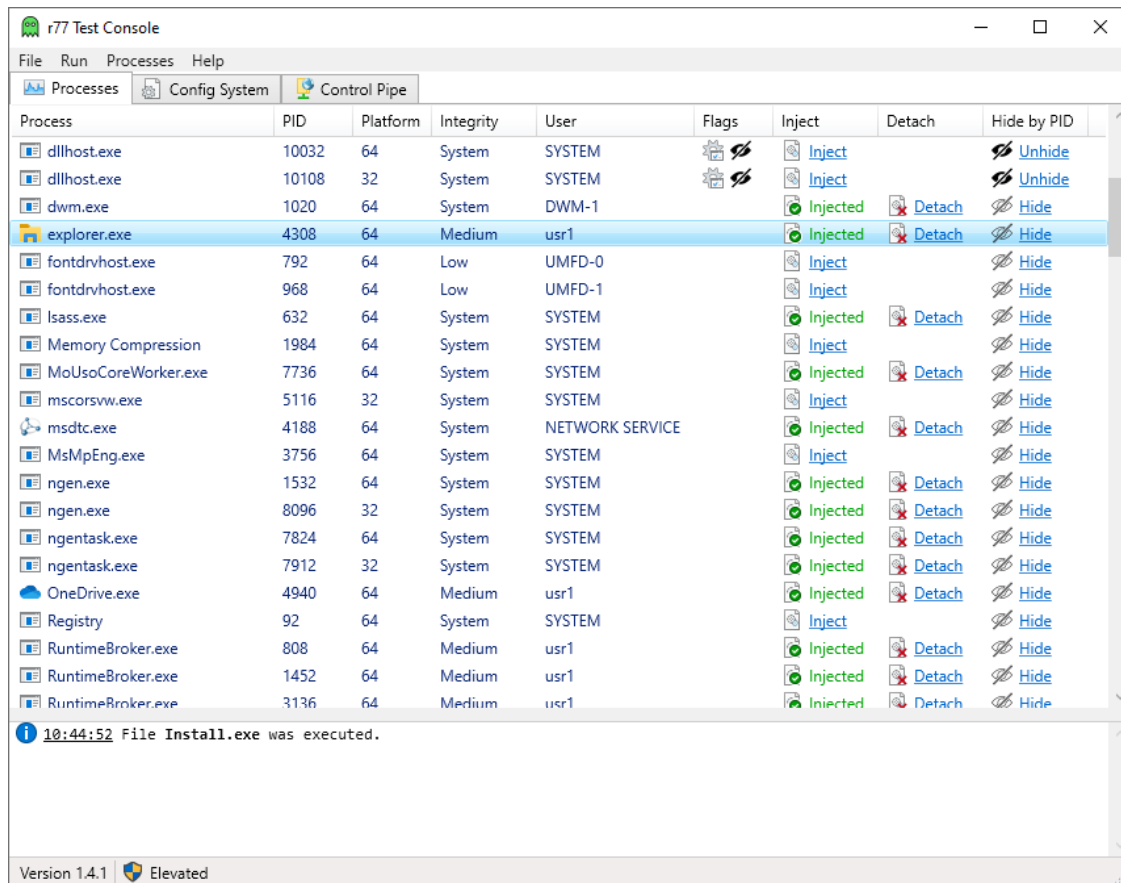 r77 Test Console
File Run Processes Help
Processes Config System Control Pipe
Process PID Platform Integrity User Flags Inject Detach Hide by PID
dllhost.exe 10032 64 System SYSTEM Inject Unhide
dllhost.exe 10108 32 System SYSTEM Inject Unhide
dwm.exe 1020 64 System DWM-1 Injected Detach Hide
explorer.exe 4308 64 Medium usr1 Injected Detach Hide
fontdrvhost.exe 792 64 Low UMFD-0 Inject Hide
fontdrvhost.exe 968 64 Low UMFD-1 Inject Hide
lsass.exe 632 64 System SYSTEM Injected Detach Hide
Memory Compression 1984 64 System SYSTEM Inject Hide
MoUsoCoreWorker.exe 7736 64 System SYSTEM Injected Detach Hide
mscorsvw.exe 5116 32 System SYSTEM Inject Hide
msdtc.exe 4188 64 System NETWORK SERVICE Injected Detach Hide
MsMpEng.exe 3756 64 System SYSTEM Inject Hide
ngen.exe 1532 64 System SYSTEM Injected Detach Hide
ngen.exe 8096 32 System SYSTEM Injected Detach Hide
ngentask.exe 7824 64 System SYSTEM Injected Detach Hide
ngentask.exe 7912 32 System SYSTEM Injected Detach Hide
OneDrive.exe 4940 64 Medium usr1 Injected Detach Hide
Registry 92 64 System SYSTEM Inject Hide
RuntimeBroker.exe 808 64 Medium usr1 Injected Detach Hide
RuntimeBroker.exe 1452 64 Medium usr1 Injected Detach Hide
RuntimeBroker.exe 3136 64 Medium usr1 Injected Detach Hide
10:44:52 File Install.exe was executed.
Version 1.4.1 Elevated